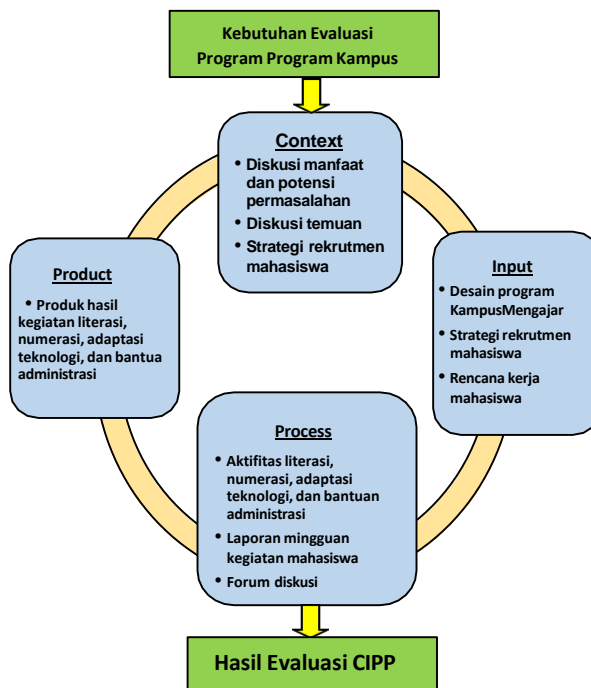 Kebutuhan Evaluasi
Program Program Kampus
Context
• Diskusi manfaat
dan potensi
permasalahan
• Diskusi temuan
• Strategi rekrutmen
mahasiswa
Product
• Produk hasil
kegiatan literasi,
numerasi, adaptasi
teknologi, dan bantua
administrasi
Input
• Desain program
KampusMengajar
• Strategi rekrutmen
mahasiswa
• Rencana kerja
mahasiswa
Process
• Aktifitas literasi,
numerasi, adaptasi
teknologi, dan bantuan
administrasi
• Laporan mingguan
kegiatan mahasiswa
• Forum diskusi
Hasil Evaluasi CIPP